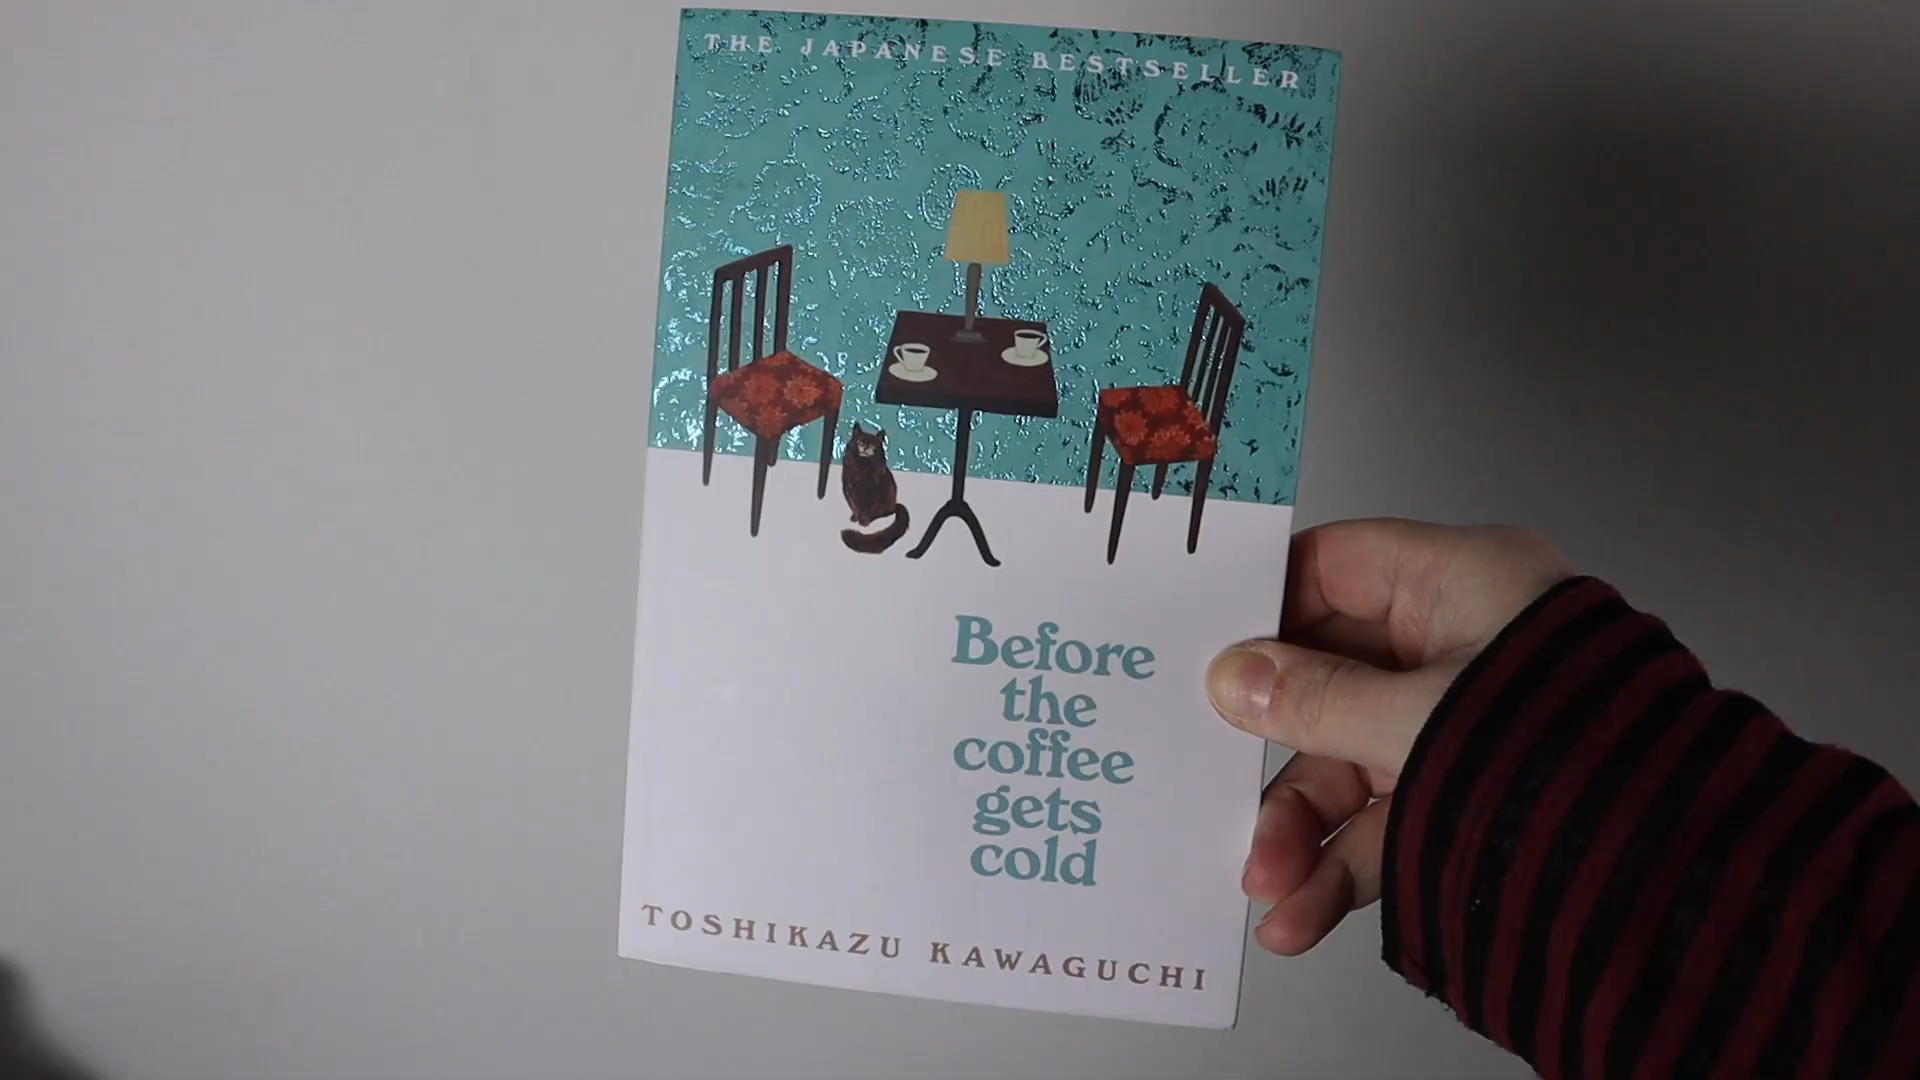 THE JAPANESE BESTSELLER
Before
the
coffee
gets
cold
TOSHIKAZU KAWAGUCHI